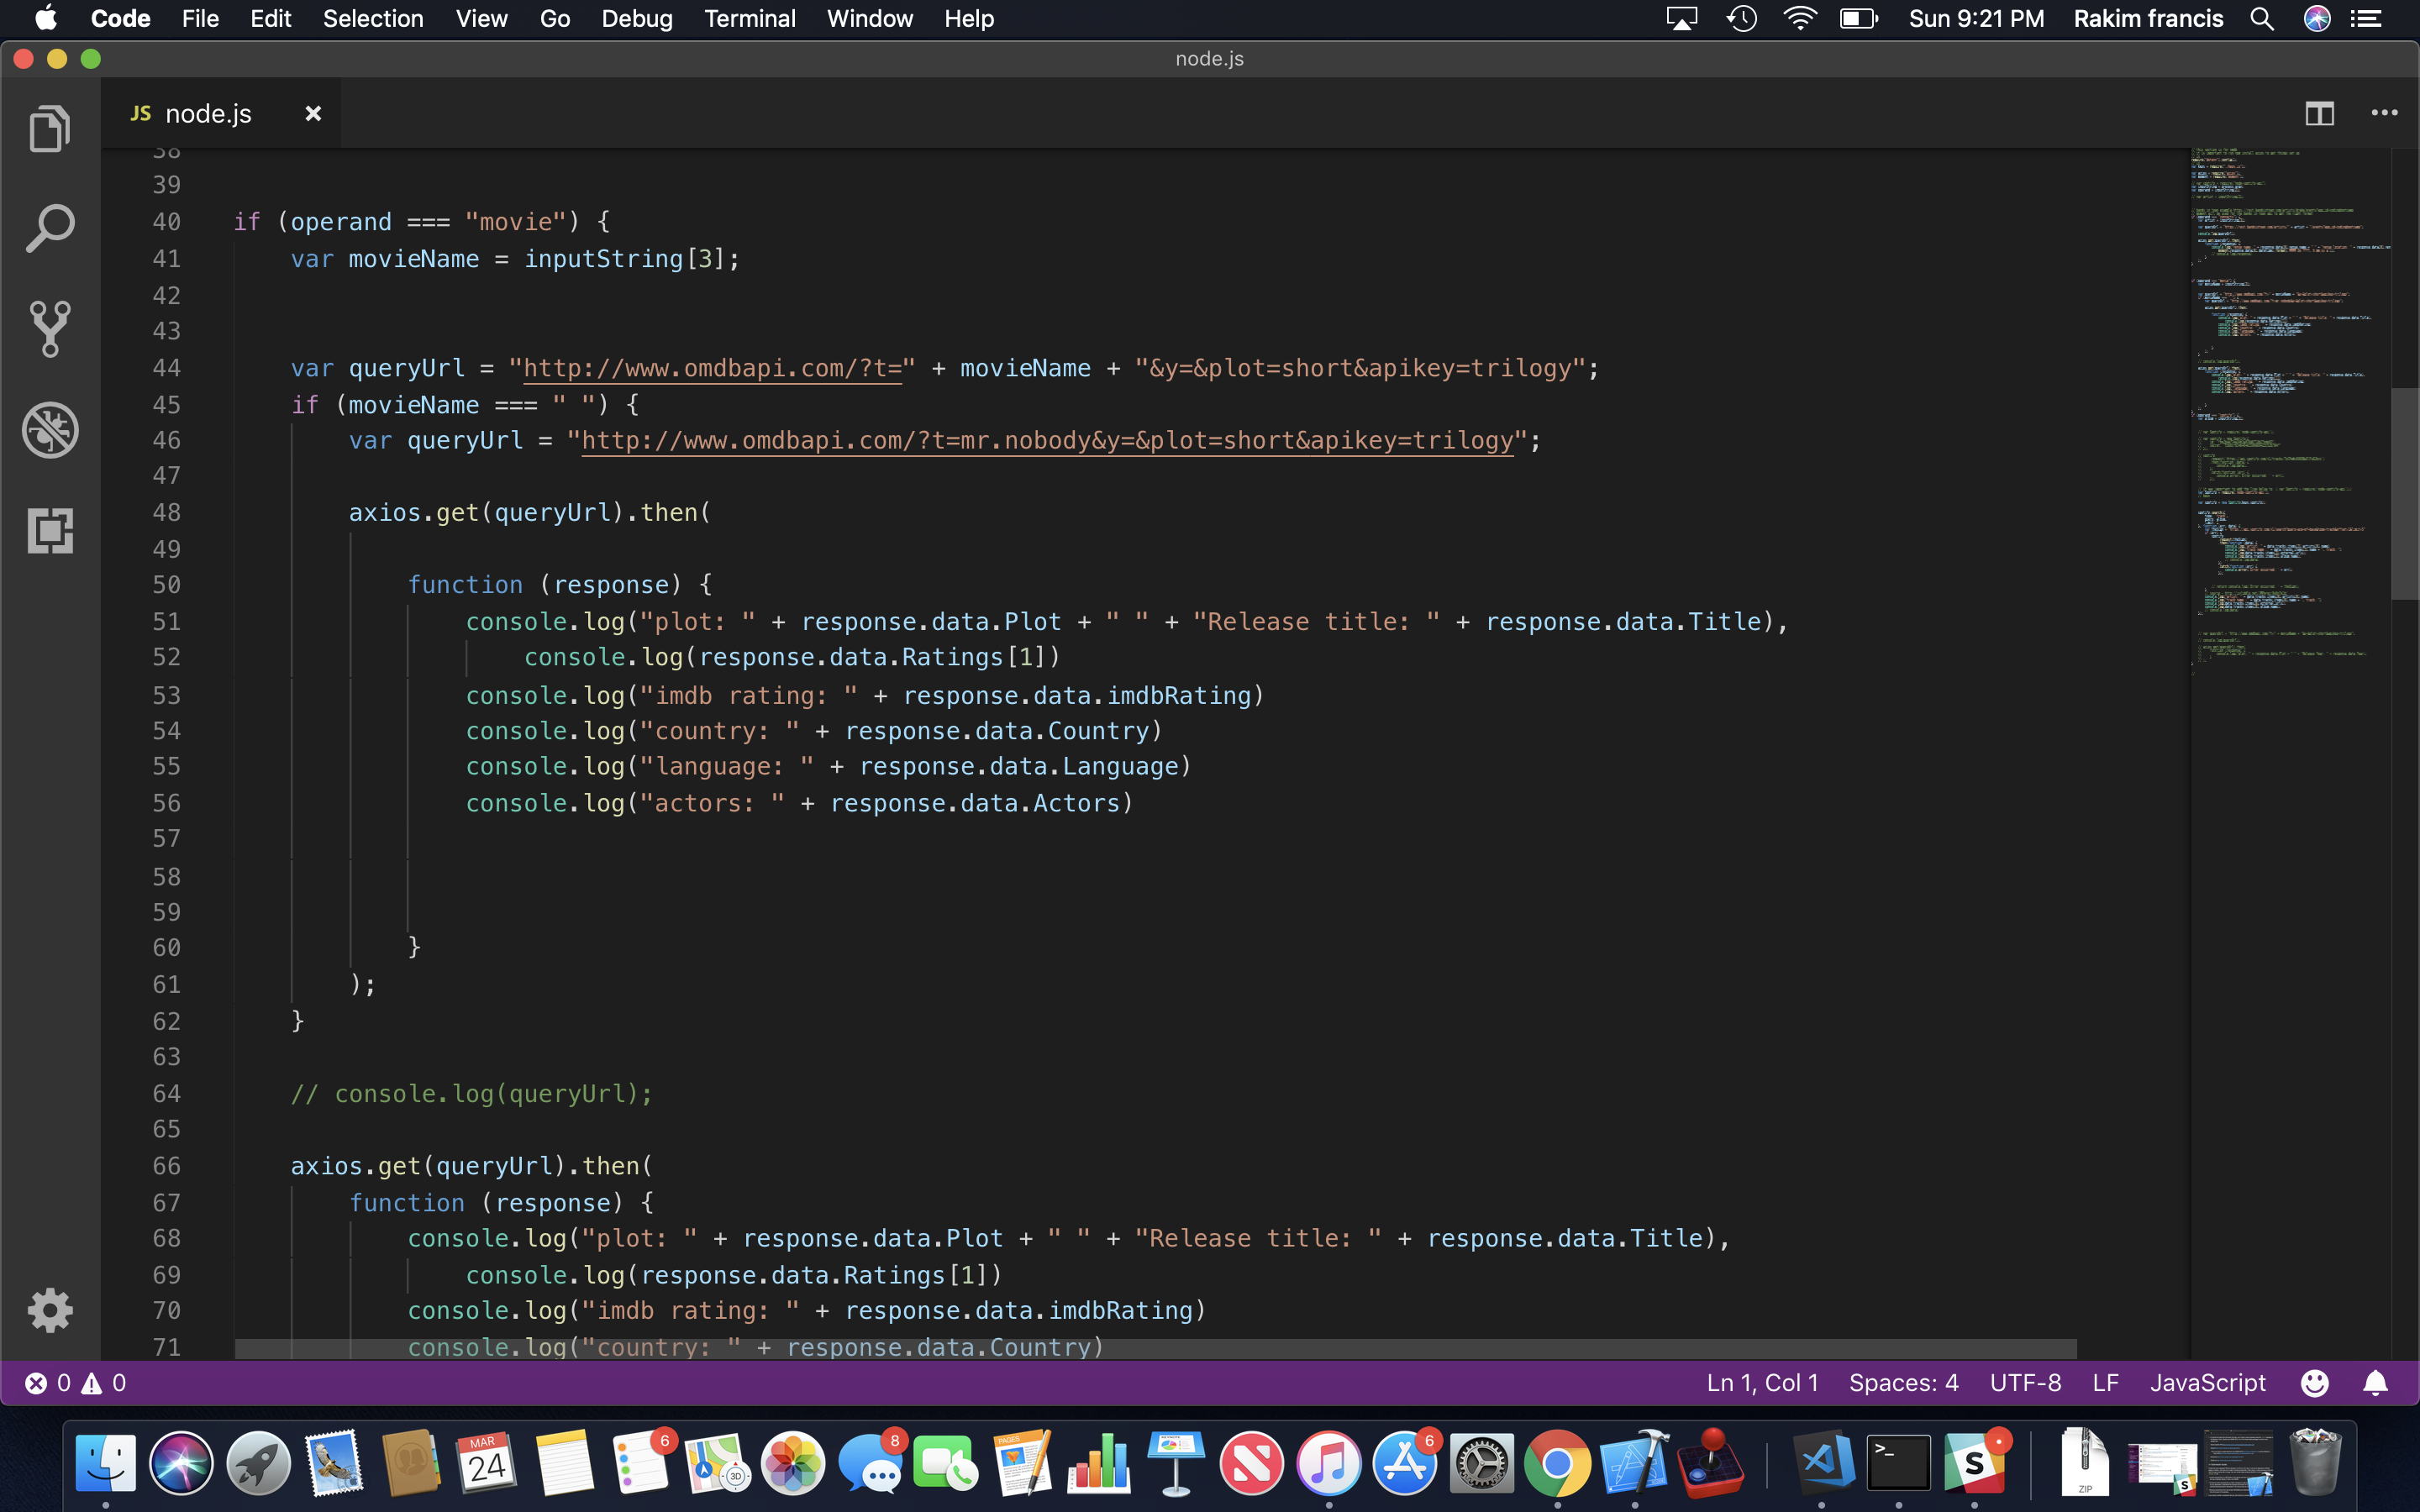 Code File Edit Selection View Go Debug Terminal Window Help Sun 9:21 PM Rakim francis
node.js
JS node.js
38
39
40 if (operand === "movie") {
41 var movieName = inputString[3];
42
43
44 var queryUrl = "http://www.omdbapi.com/?t=" + movieName + "&y=&plot=short&apikey=trilogy";
45 if (movieName === " ") {
46 var queryUrl = "http://www.omdbapi.com/?t=mr.nobody&y=&plot=short&apikey=trilogy";
47
48 axios.get(queryUrl).then(
49
50 function (response) {
51 console.log("plot: " + response.data.Plot + " " + "Release title: " + response.data.Title),
52 console.log(response.data.Ratings[1])
53 console.log("imdb rating: " + response.data.imdbRating)
54 console.log("country: " + response.data.Country)
55 console.log("language: " + response.data.Language)
56 console.log("actors: " + response.data.Actors)
57
58
59
60 }
61 );
62 }
63
64 // console.log(queryUrl);
65
66 axios.get(queryUrl).then(
67 function (response) {
68 console.log("plot: " + response.data.Plot + " " + "Release title: " + response.data.Title),
69 console.log(response.data.Ratings[1])
70 console.log("imdb rating: " + response.data.imdbRating)
71 console.log("country: " + response.data.Country)
0 0 Ln 1, Col 1 Spaces: 4 UTF-8 LF JavaScript
MAR
24
6
3D
8
PAGES
6
>_
S
ZIP
S